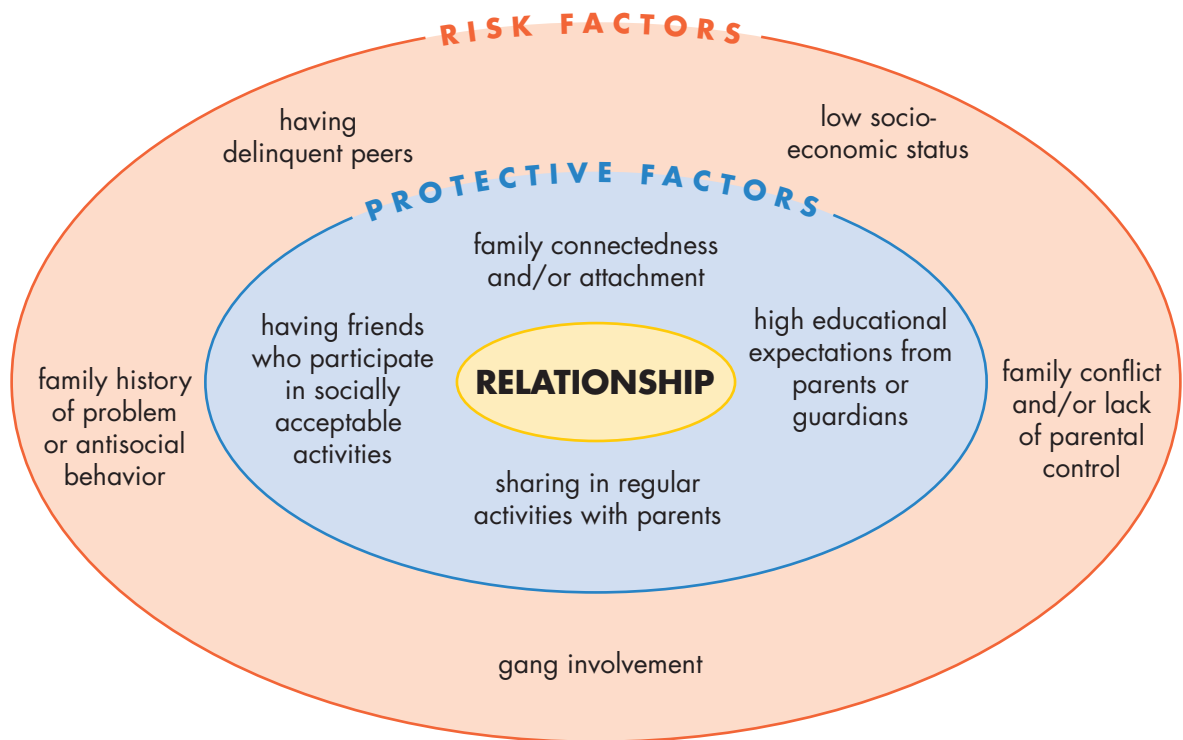 RISK FACTORS
having
delinquent peers
low socio-
economic status
PROTECTIVE FACTORS
family connectedness
and/or attachment
having friends
who participate
in socially
acceptable
activities
high educational
expectations from
parents or
guardians
RELATIONSHIP
family history
of problem
or antisocial
behavior
family conflict
and/or lack
of parental
control
sharing in regular
activities with parents
gang involvement